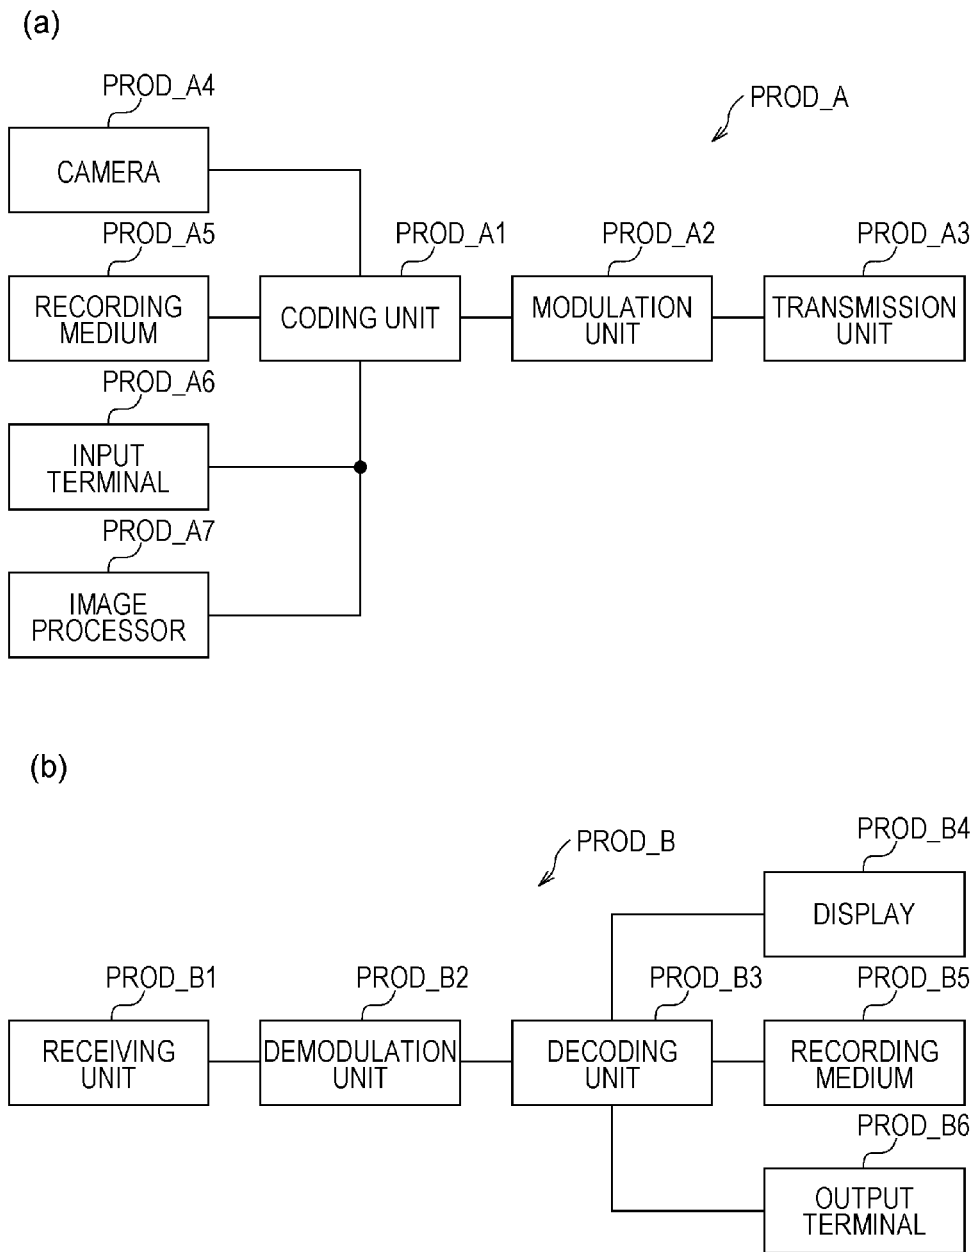 (a)
PROD_A4
PROD_A
CAMERA
PROD_A5
PROD_A1
PROD_A2
PROD_A3
RECORDING
MEDIUM
CODING UNIT
MODULATION
UNIT
TRANSMISSION
UNIT
PROD_A6
INPUT
TERMINAL
PROD_A7
IMAGE
PROCESSOR
(b)
PROD_B
PROD_B4
DISPLAY
PROD_B1
PROD_B2
PROD_B3
PROD_B5
RECEIVING
UNIT
DEMODULATION
UNIT
DECODING
UNIT
RECORDING
MEDIUM
PROD_B6
OUTPUT
TERMINAL